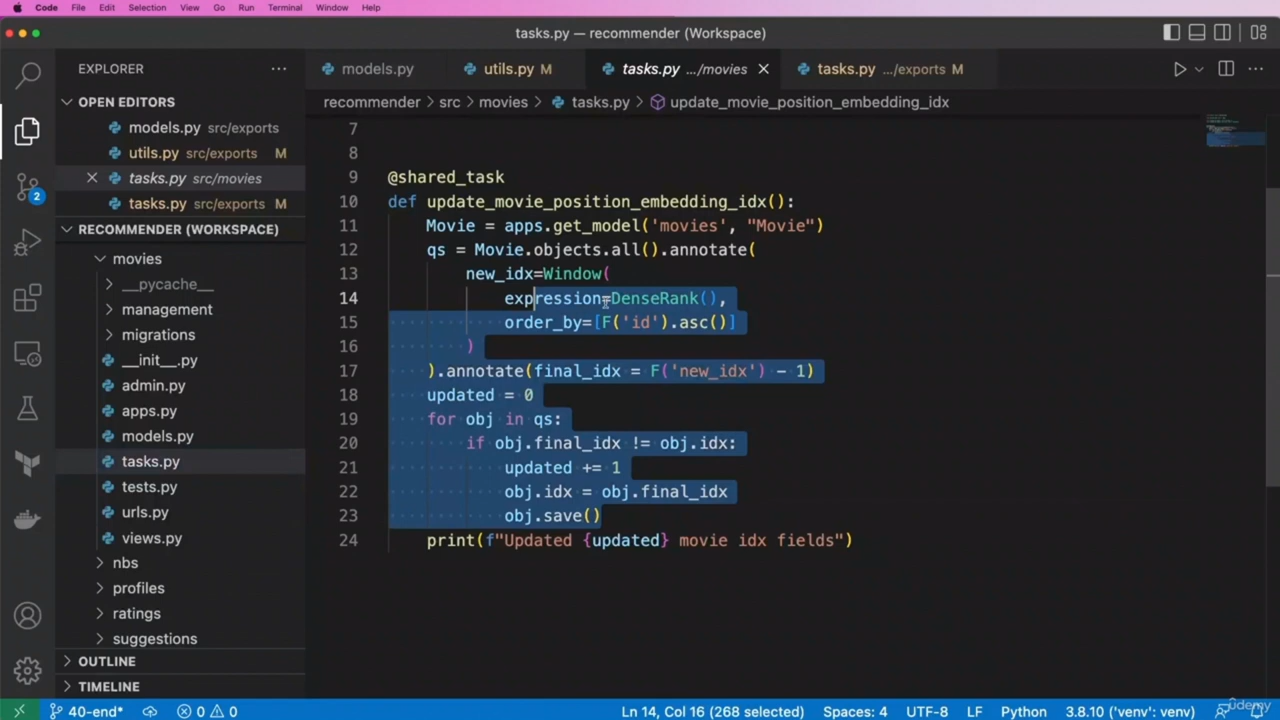 Code File Edit Selection View Go Run Terminal Window Help
tasks.py — recommender (Workspace)
EXPLORER
models.py
utils.py M
tasks.py .../movies
tasks.py .../exports M
recommender > src > movies > tasks.py > update_movie_position_embedding_idx
OPEN EDITORS
models.py src/exports
utils.py src/exports M
tasks.py src/movies
tasks.py src/exports M
RECOMMENDER (WORKSPACE)
movies
__pycache__
management
migrations
__init__.py
admin.py
apps.py
models.py
tasks.py
tests.py
urls.py
views.py
nbs
profiles
ratings
suggestions
OUTLINE
TIMELINE
2
7
8
9 @shared_task
10 def update_movie_position_embedding_idx():
11 Movie = apps.get_model('movies', "Movie")
12 qs = Movie.objects.all().annotate(
13 new_idx=Window(
14 expression=DenseRank(),
15 order_by=[F('id').asc()]
16 )
17 ).annotate(final_idx = F('new_idx') - 1)
18 updated = 0
19 for obj in qs:
20 if obj.final_idx != obj.idx:
21 updated += 1
22 obj.idx = obj.final_idx
23 obj.save()
24 print(f"Updated {updated} movie idx fields")
40-end* 0 0 Ln 14, Col 16 (268 selected) Spaces: 4 UTF-8 LF Python 3.8.10 ('venv': venv)
ûdemy